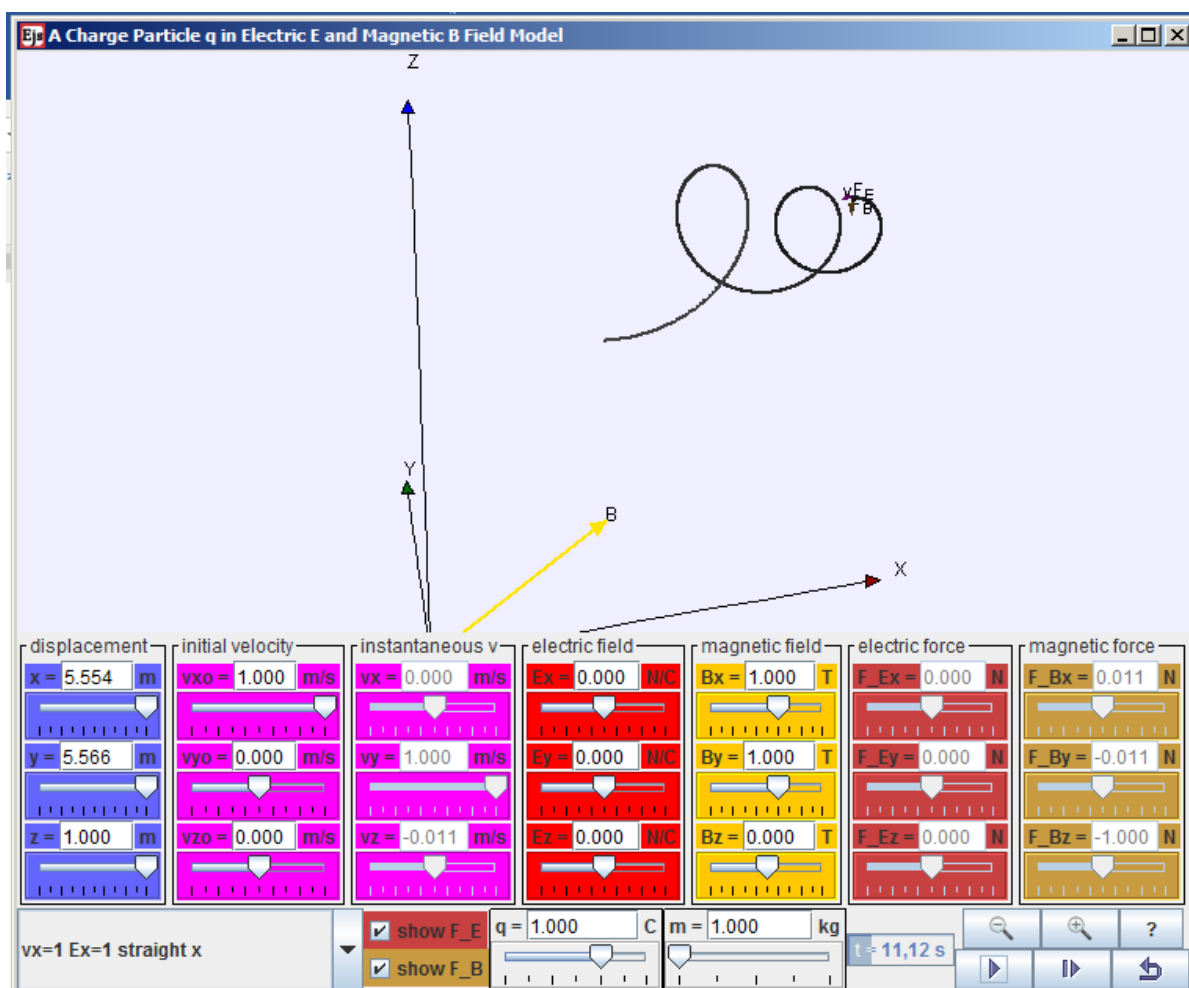 Ejs A Charge Particle q in Electric E and Magnetic B Field Model
Z
Y
B
X
displacement
x = 5.554 m
y = 5.566 m
z = 1.000 m
initial velocity
vxo = 1.000 m/s
vyo = 0.000 m/s
vzo = 0.000 m/s
instantaneous v
vx = 0.000 m/s
vy = 1.000 m/s
vz = -0.011 m/s
electric field
Ex = 0.000 N/C
Ey = 0.000 N/C
Ez = 0.000 N/C
magnetic field
Bx = 1.000 T
By = 1.000 T
Bz = 0.000 T
electric force
F_Ex = 0.000 N
F_Ey = 0.000 N
F_Ez = 0.000 N
magnetic force
F_Bx = 0.011 N
F_By = -0.011 N
F_Bz = -1.000 N
vx=1 Ex=1 straight x
show F_E
show F_B
q = 1.000 C
m = 1.000 kg
t = 11,12 s
?